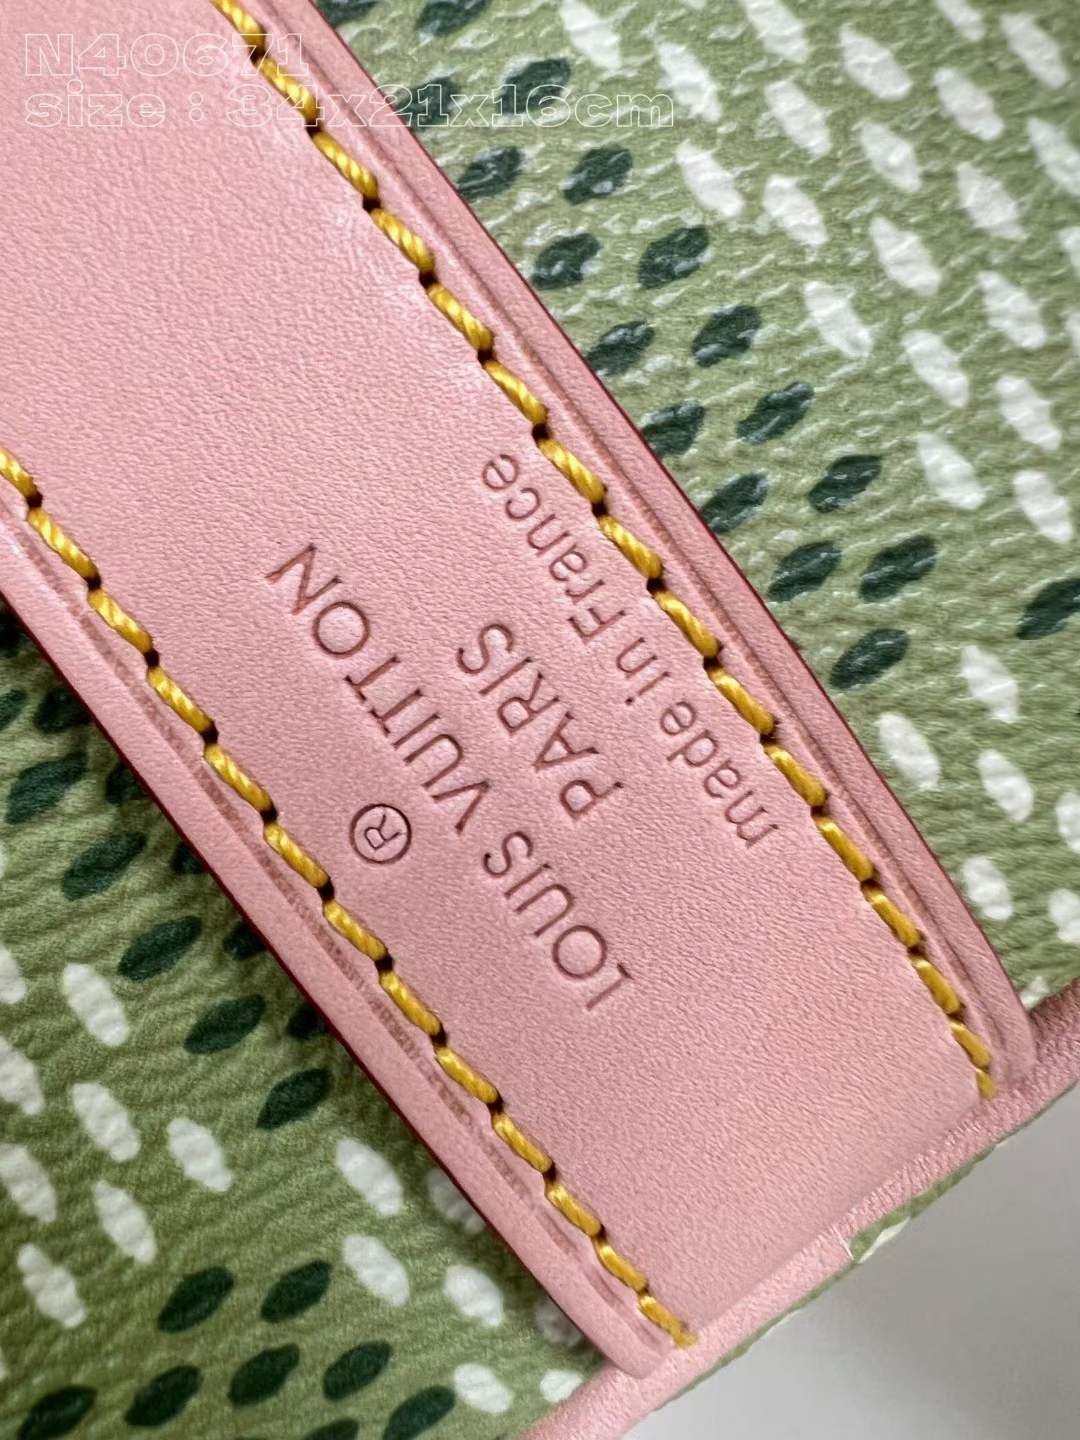 N40671
size : 34x21x16cm
LOUIS VUITTON ®
PARIS
made in France